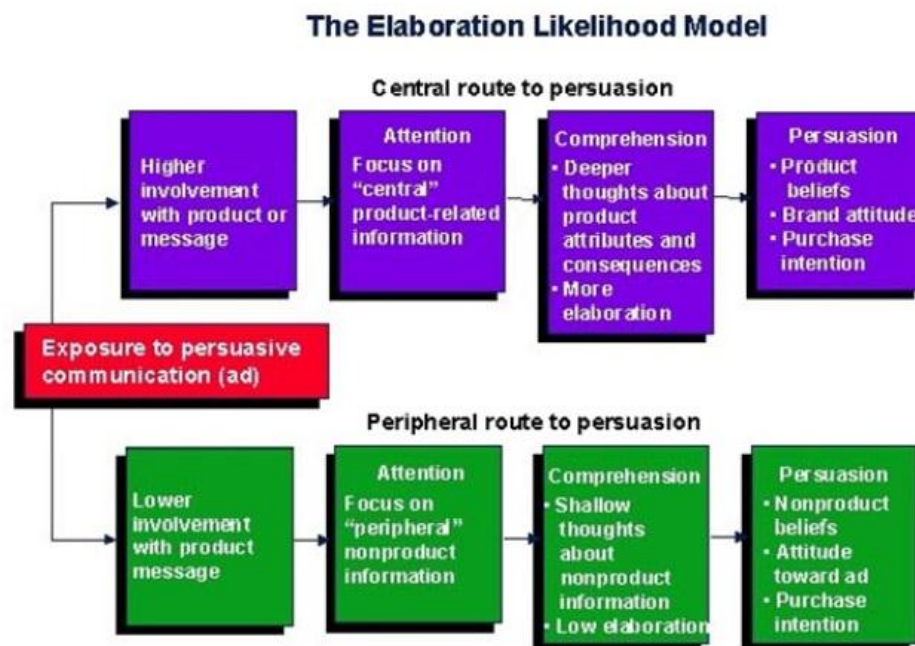 The Elaboration Likelihood Model
Central route to persuasion
Higher
involvement
with product or
message
Attention
Focus on
“central”
product-related
information
Comprehension
• Deeper
thoughts about
product
attributes and
consequences
• More
elaboration
Persuasion
• Product
beliefs
• Brand attitude
• Purchase
intention
Exposure to persuasive
communication (ad)
Peripheral route to persuasion
Lower
involvement
with product
message
Attention
Focus on
“peripheral”
nonproduct
information
Comprehension
• Shallow
thoughts
about
nonproduct
information
• Low elaboration
Persuasion
• Nonproduct
beliefs
• Attitude
toward ad
• Purchase
intention